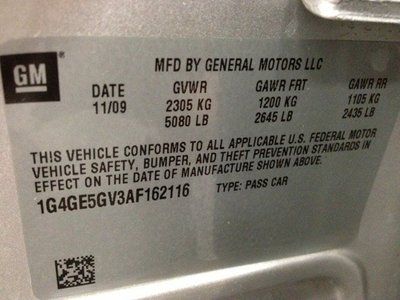 GM
MFD BY GENERAL MOTORS LLC
DATE GVWR GAWR FRT GAWR RR
11/09 2305 KG 1200 KG 1105 KG
5080 LB 2645 LB 2435 LB
THIS VEHICLE CONFORMS TO ALL APPLICABLE U.S. FEDERAL MOTOR
VEHICLE SAFETY, BUMPER, AND THEFT PREVENTION STANDARDS IN
EFFECT ON THE DATE OF MANUFACTURE SHOWN ABOVE.
1G4GE5GV3AF162116 TYPE: PASS CAR